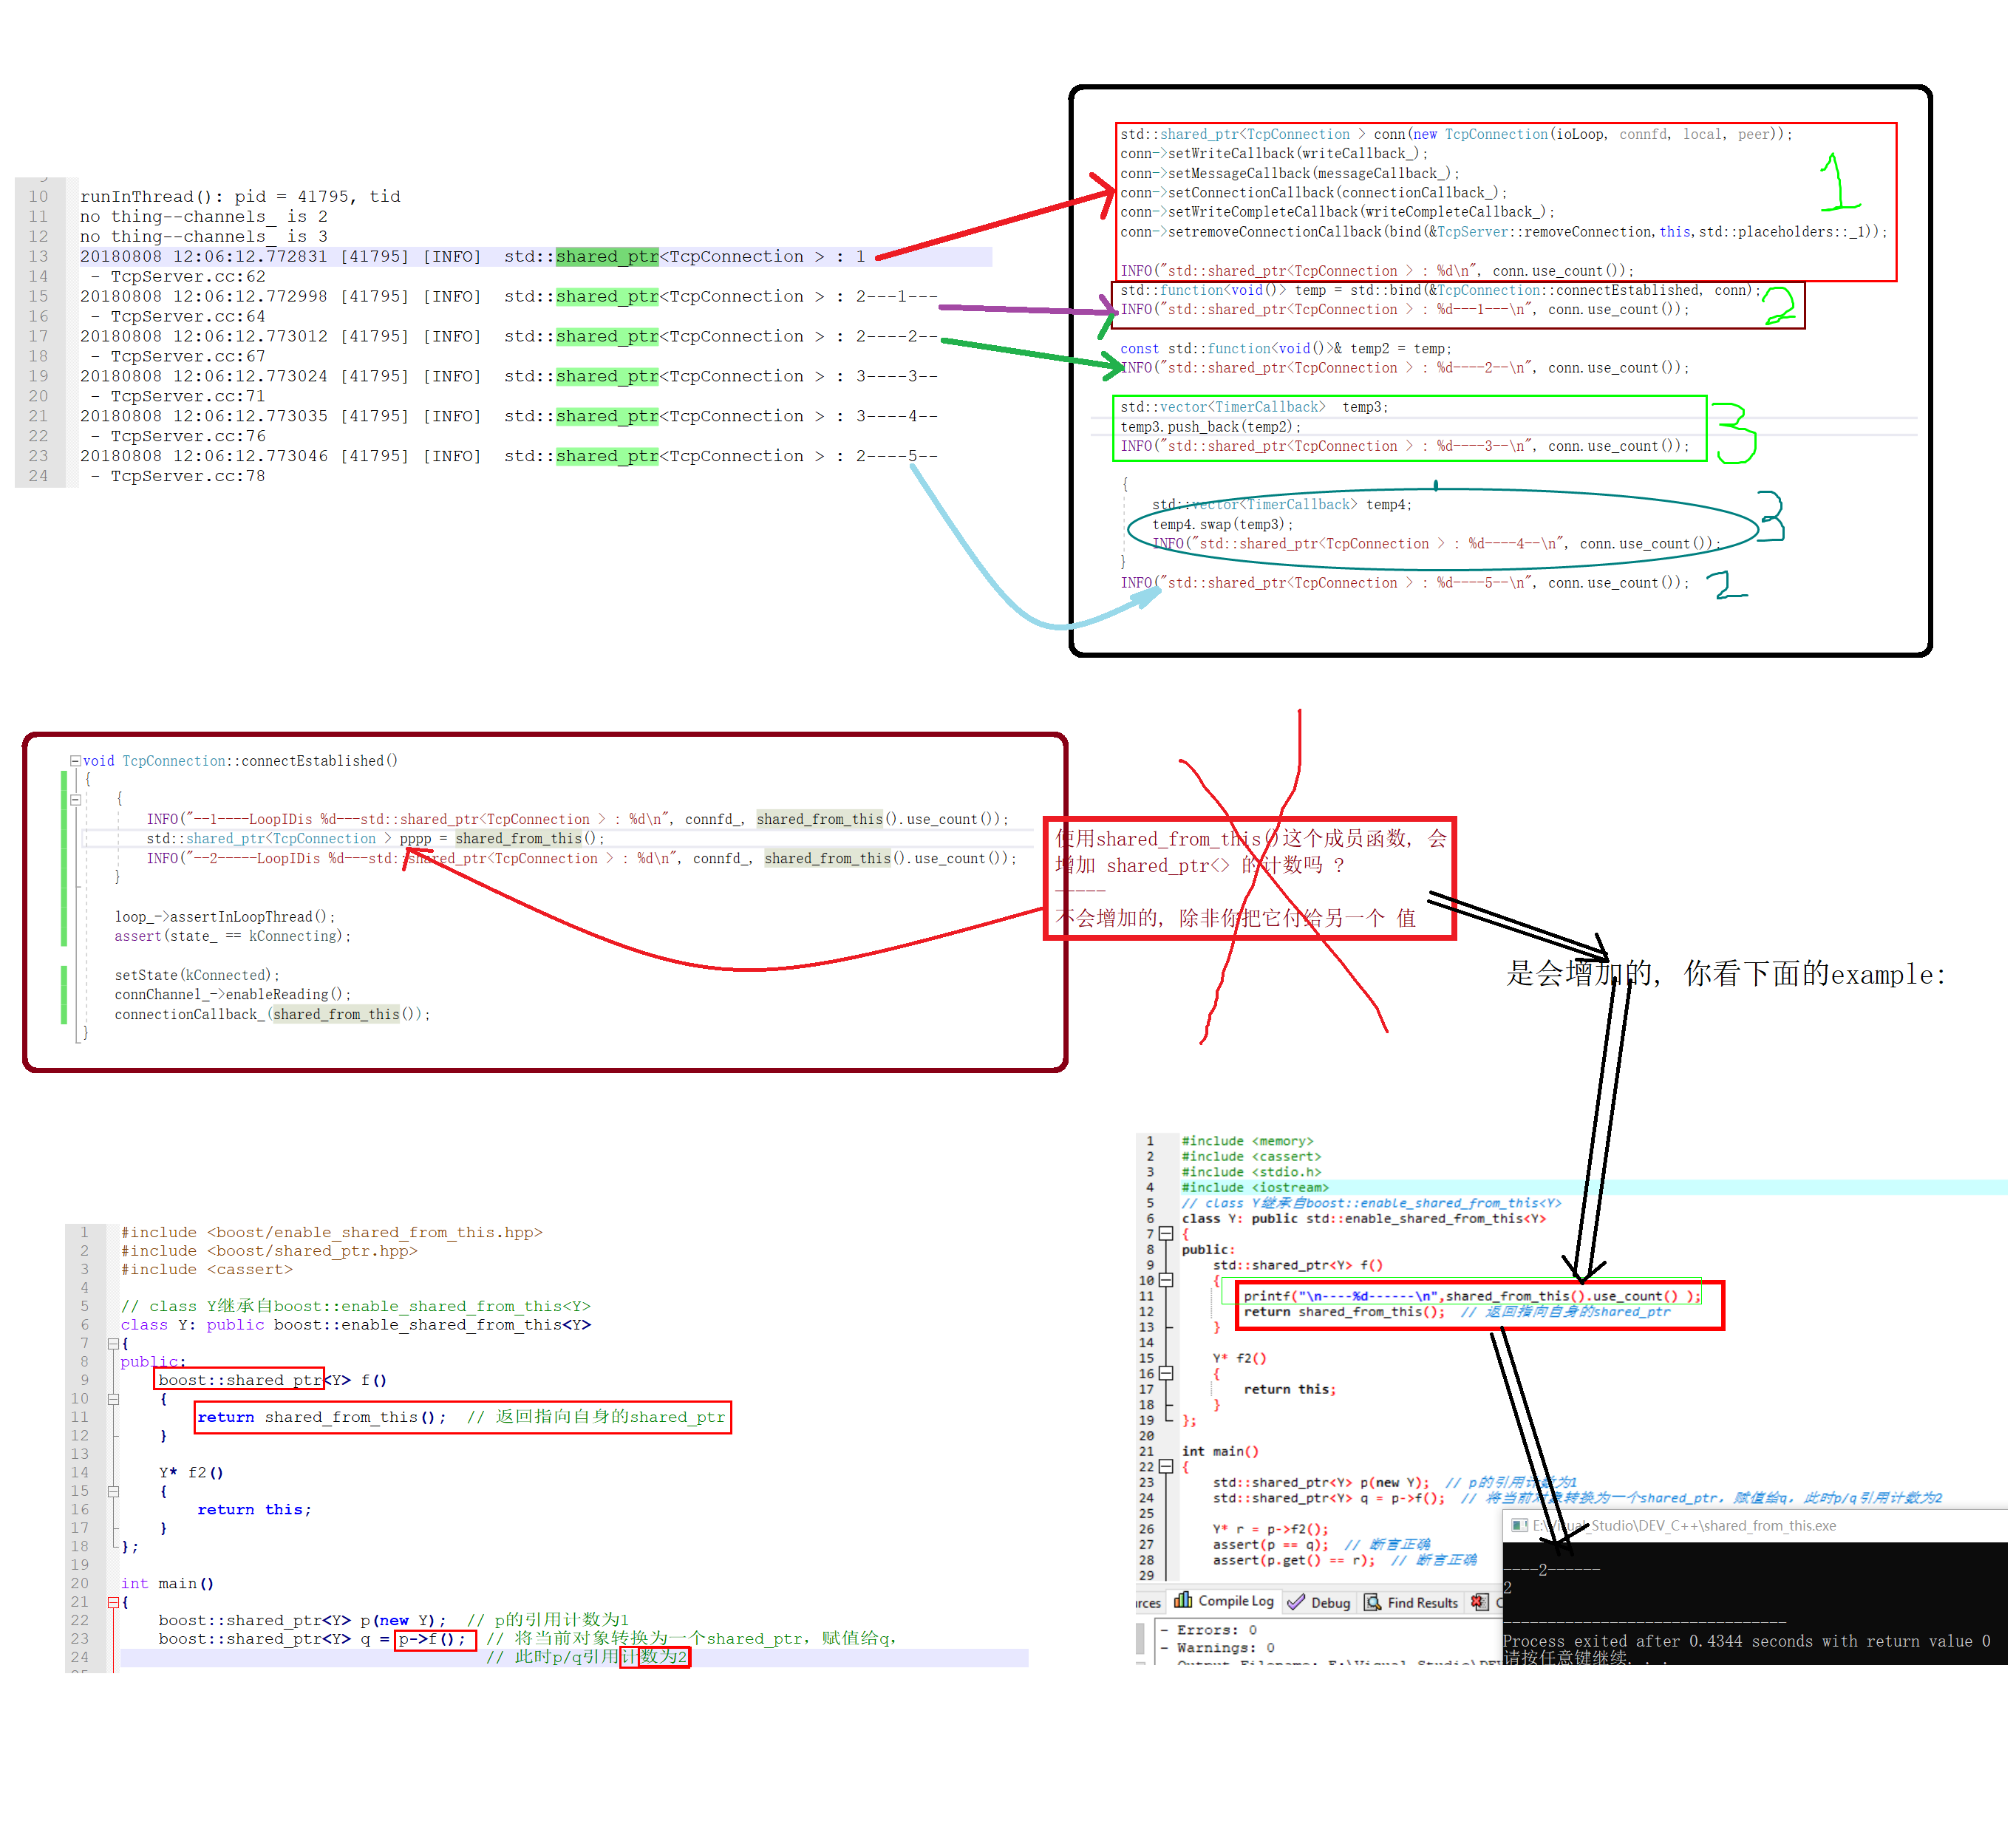 9
10 runInThread(): pid = 41795, tid
11 no thing--channels_ is 2
12 no thing--channels_ is 3
13 20180808 12:06:12.772831 [41795] [INFO]  std::shared_ptr<TcpConnection > : 1
14  - TcpServer.cc:62
15 20180808 12:06:12.772998 [41795] [INFO]  std::shared_ptr<TcpConnection > : 2---1---
16  - TcpServer.cc:64
17 20180808 12:06:12.773012 [41795] [INFO]  std::shared_ptr<TcpConnection > : 2----2--
18  - TcpServer.cc:67
19 20180808 12:06:12.773024 [41795] [INFO]  std::shared_ptr<TcpConnection > : 3----3--
20  - TcpServer.cc:71
21 20180808 12:06:12.773035 [41795] [INFO]  std::shared_ptr<TcpConnection > : 3----4--
22  - TcpServer.cc:76
23 20180808 12:06:12.773046 [41795] [INFO]  std::shared_ptr<TcpConnection > : 2----5--
24  - TcpServer.cc:78
std::shared_ptr<TcpConnection > conn(new TcpConnection(ioLoop, connfd, local, peer));
conn->setWriteCallback(writeCallback_);
conn->setMessageCallback(messageCallback_);
conn->setConnectionCallback(connectionCallback_);
conn->setWriteCompleteCallback(writeCompleteCallback_);
conn->setremoveConnectionCallback(bind(&TcpServer::removeConnection,this,std::placeholders::_1));
1
INFO("std::shared_ptr<TcpConnection > : %d\n", conn.use_count());
std::function<void()> temp = std::bind(&TcpConnection::connectEstablished, conn);
INFO("std::shared_ptr<TcpConnection > : %d---1---\n", conn.use_count());
2
const std::function<void()>& temp2 = temp;
INFO("std::shared_ptr<TcpConnection > : %d----2--\n", conn.use_count());
std::vector<TimerCallback>  temp3;
temp3.push_back(temp2);
INFO("std::shared_ptr<TcpConnection > : %d----3--\n", conn.use_count());
3
{
std::vector<TimerCallback> temp4;
temp4.swap(temp3);
INFO("std::shared_ptr<TcpConnection > : %d----4--\n", conn.use_count());
3
}
INFO("std::shared_ptr<TcpConnection > : %d----5--\n", conn.use_count());
2
void TcpConnection::connectEstablished()
{
{
INFO("--1----LoopIDis %d---std::shared_ptr<TcpConnection > : %d\n", connfd_, shared_from_this().use_count());
std::shared_ptr<TcpConnection > pppp = shared_from_this();
INFO("--2-----LoopIDis %d---std::shared_ptr<TcpConnection > : %d\n", connfd_, shared_from_this().use_count());
}
loop_->assertInLoopThread();
assert(state_ == kConnecting);
setState(kConnected);
connChannel_->enableReading();
connectionCallback_(shared_from_this());
}
使用shared_from_this()这个成员函数, 会
增加 shared_ptr<> 的计数吗 ?
-----
不会增加的, 除非你把它付给另一个 值
是会增加的, 你看下面的example:
1 #include <boost/enable_shared_from_this.hpp>
2 #include <boost/shared_ptr.hpp>
3 #include <cassert>
4
5 // class Y继承自boost::enable_shared_from_this<Y>
6 class Y: public boost::enable_shared_from_this<Y>
7 {
8 public:
9 boost::shared_ptr<Y> f()
10 {
11 return shared_from_this();  // 返回指向自身的shared_ptr
12 }
13
14 Y* f2()
15 {
16 return this;
17 }
18 };
19
20 int main()
21 {
22 boost::shared_ptr<Y> p(new Y);  // p的引用计数为1
23 boost::shared_ptr<Y> q = p->f();  // 将当前对象转换为一个shared_ptr，赋值给q，
24 // 此时p/q引用计数为2
1 #include <memory>
2 #include <cassert>
3 #include <stdio.h>
4 #include <iostream>
5 // class Y继承自boost::enable_shared_from_this<Y>
6 class Y: public std::enable_shared_from_this<Y>
7 {
8 public:
9 std::shared_ptr<Y> f()
10 {
11 printf("\n----%d------\n",shared_from_this().use_count() );
12 return shared_from_this();  // 返回指向自身的shared_ptr
13 }
14
15 Y* f2()
16 {
17 return this;
18 }
19 };
20
21 int main()
22 {
23 std::shared_ptr<Y> p(new Y);  // p的引用计数为1
24 std::shared_ptr<Y> q = p->f();  // 将当前对象转换为一个shared_ptr，赋值给q，此时p/q引用计数为2
25
26 Y* r = p->f2();
27 assert(p == q);  // 断言正确
28 assert(p.get() == r);  // 断言正确
29
E:\Visual_Studio\DEV_C++\shared_from_this.exe
----2------
2
--------------------------------
Process exited after 0.4344 seconds with return value 0
请按任意键继续. . .
rces Compile Log Debug Find Results
- Errors: 0
- Warnings: 0